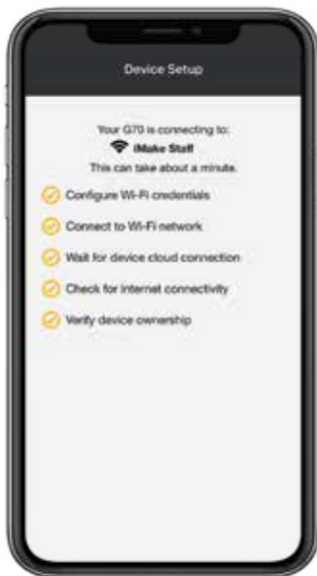 Device Setup
Your G70 is connecting to:
iMake Staff
This can take about a minute.
Configure Wi-Fi credentials
Connect to Wi-Fi network
Wait for device cloud connection
Check for internet connectivity
Verify device ownership